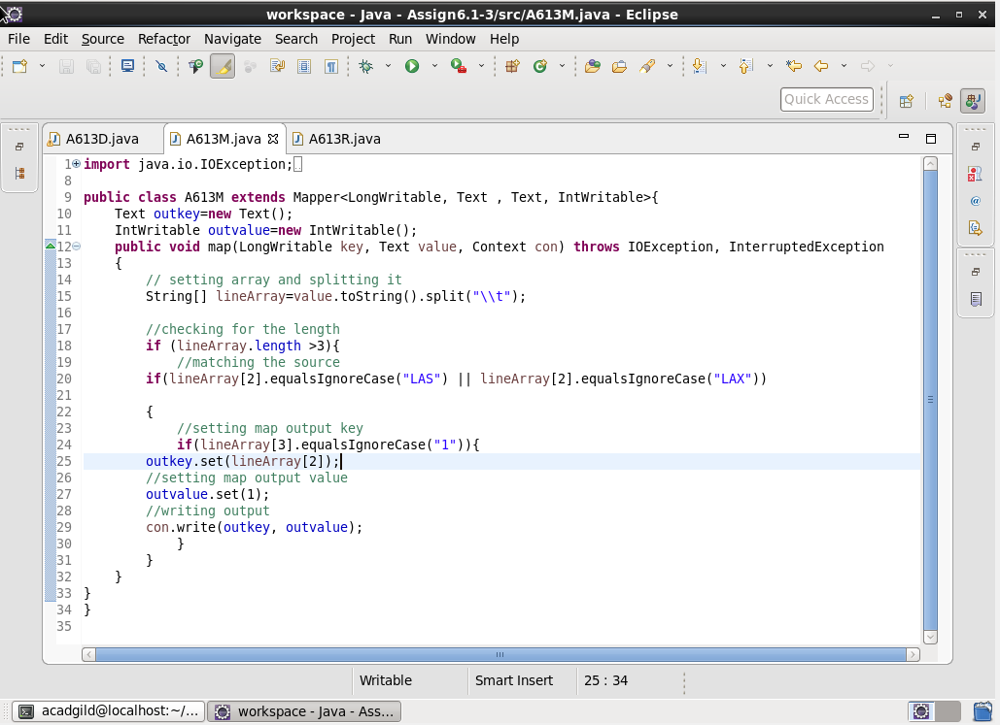 workspace - Java - Assign6.1-3/src/A613M.java - Eclipse
File Edit Source Refactor Navigate Search Project Run Window Help
Quick Access
A613D.java A613M.java A613R.java
1 import java.io.IOException;
8
9 public class A613M extends Mapper<LongWritable, Text , Text, IntWritable>{
10 Text outkey=new Text();
11 IntWritable outvalue=new IntWritable();
12 public void map(LongWritable key, Text value, Context con) throws IOException, InterruptedException
13 {
14 // setting array and splitting it
15 String[] lineArray=value.toString().split("\\t");
16
17 //checking for the length
18 if (lineArray.length >3){
19 //matching the source
20 if(lineArray[2].equalsIgnoreCase("LAS") || lineArray[2].equalsIgnoreCase("LAX"))
21
22 {
23 //setting map output key
24 if(lineArray[3].equalsIgnoreCase("1")){
25 outkey.set(lineArray[2]);
26 //setting map output value
27 outvalue.set(1);
28 //writing output
29 con.write(outkey, outvalue);
30 }
31 }
32 }
33 }
34 }
35
Writable Smart Insert 25 : 34
acadgild@localhost:~/... workspace - Java - Ass...